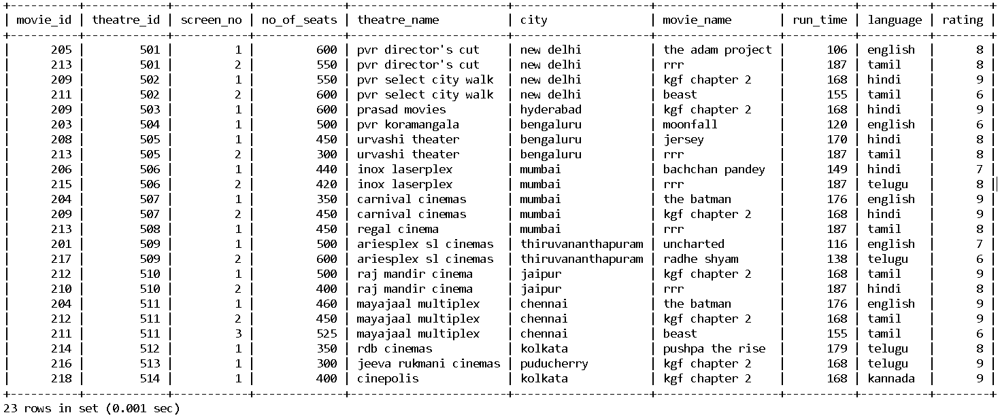 +----------+------------+-----------+-------------+----------------------+--------------------+-------------------+----------+----------+--------+
| movie_id | theatre_id | screen_no | no_of_seats | theatre_name         | city               | movie_name       | run_time | language | rating |
+----------+------------+-----------+-------------+----------------------+--------------------+------------------+----------+----------+--------+
|      205 |        501 |         1 |         600 | pvr director's cut   | new delhi          | the adam project |      106 | english  |      8 |
|      213 |        501 |         2 |         550 | pvr director's cut   | new delhi          | rrr              |      187 | tamil    |      8 |
|      209 |        502 |         1 |         550 | pvr select city walk | new delhi          | kgf chapter 2    |      168 | hindi    |      9 |
|      211 |        502 |         2 |         600 | pvr select city walk | new delhi          | beast            |      155 | tamil    |      6 |
|      209 |        503 |         1 |         600 | prasad movies        | hyderabad          | kgf chapter 2    |      168 | hindi    |      9 |
|      203 |        504 |         1 |         500 | pvr koramangala      | bengaluru          | moonfall         |      120 | english  |      6 |
|      208 |        505 |         1 |         450 | urvashi theater      | bengaluru          | jersey           |      170 | hindi    |      8 |
|      213 |        505 |         2 |         300 | urvashi theater      | bengaluru          | rrr              |      187 | tamil    |      8 |
|      206 |        506 |         1 |         440 | inox laserplex       | mumbai             | bachchan pandey  |      149 | hindi    |      7 |
|      215 |        506 |         2 |         420 | inox laserplex       | mumbai             | rrr              |      187 | telugu   |      8 |
|      204 |        507 |         1 |         350 | carnival cinemas     | mumbai             | the batman       |      176 | english  |      9 |
|      209 |        507 |         2 |         450 | carnival cinemas     | mumbai             | kgf chapter 2    |      168 | hindi    |      9 |
|      213 |        508 |         1 |         450 | regal cinema         | mumbai             | rrr              |      187 | tamil    |      8 |
|      201 |        509 |         1 |         500 | ariesplex sl cinemas | thiruvananthapuram | uncharted        |      116 | english  |      7 |
|      217 |        509 |         2 |         600 | ariesplex sl cinemas | thiruvananthapuram | radhe shyam      |      138 | telugu   |      6 |
|      212 |        510 |         1 |         500 | raj mandir cinema    | jaipur             | kgf chapter 2    |      168 | tamil    |      9 |
|      210 |        510 |         2 |         400 | raj mandir cinema    | jaipur             | rrr              |      187 | hindi    |      8 |
|      204 |        511 |         1 |         460 | mayajaal multiplex   | chennai            | the batman       |      176 | english  |      9 |
|      212 |        511 |         2 |         450 | mayajaal multiplex   | chennai            | kgf chapter 2    |      168 | tamil    |      9 |
|      211 |        511 |         3 |         525 | mayajaal multiplex   | chennai            | beast            |      155 | tamil    |      6 |
|      214 |        512 |         1 |         350 | rdb cinemas          | kolkata            | pushpa the rise  |      179 | telugu   |      8 |
|      216 |        513 |         1 |         300 | jeeva rukmani cinemas | puducherry        | kgf chapter 2    |      168 | telugu   |      9 |
|      218 |        514 |         1 |         400 | cinepolis            | kolkata            | kgf chapter 2    |      168 | kannada  |      9 |
+----------+------------+-----------+-------------+----------------------+--------------------+------------------+----------+----------+--------+
23 rows in set (0.001 sec)